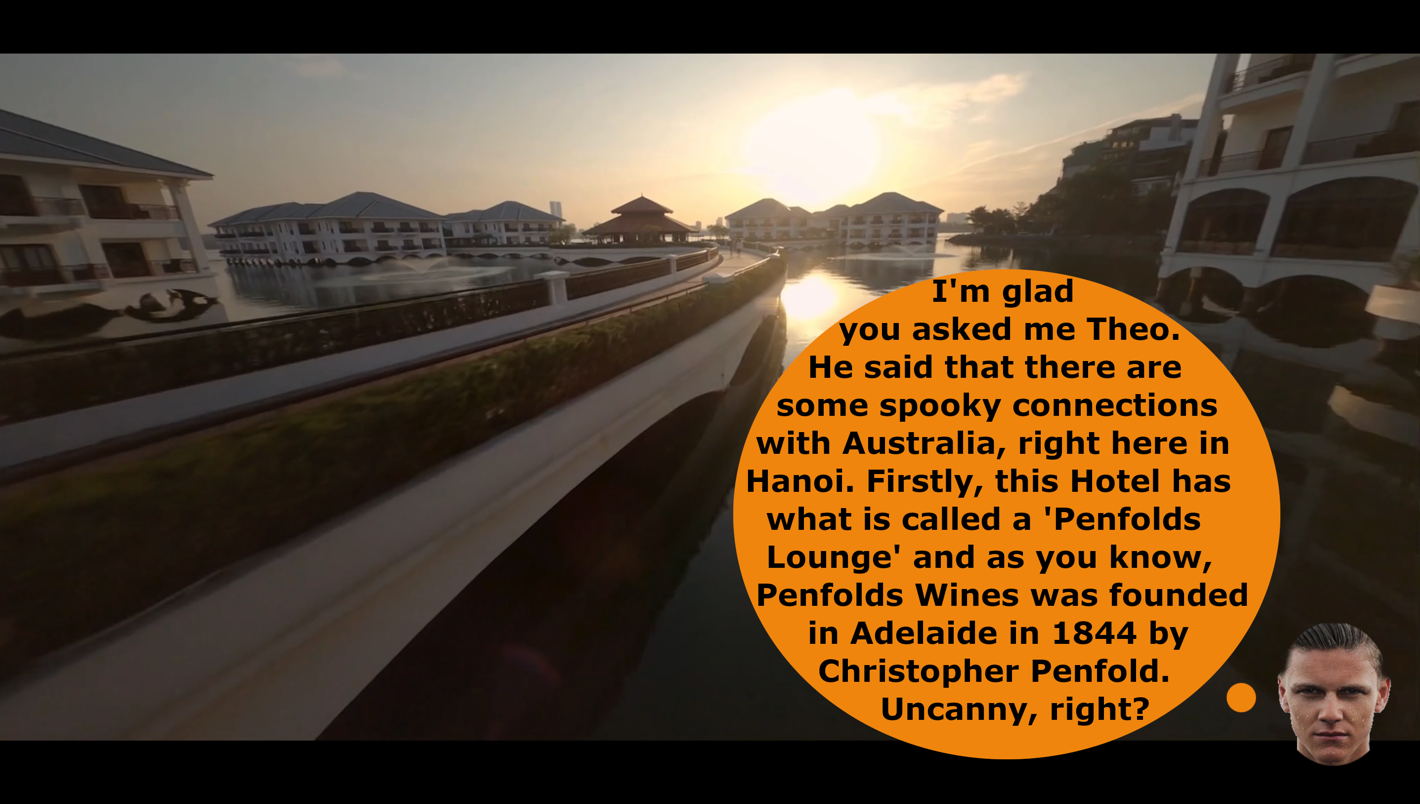 I'm glad
you asked me Theo.
He said that there are
some spooky connections
with Australia, right here in
Hanoi. Firstly, this Hotel has
what is called a 'Penfolds
Lounge' and as you know,
Penfolds Wines was founded
in Adelaide in 1844 by
Christopher Penfold.
Uncanny, right?